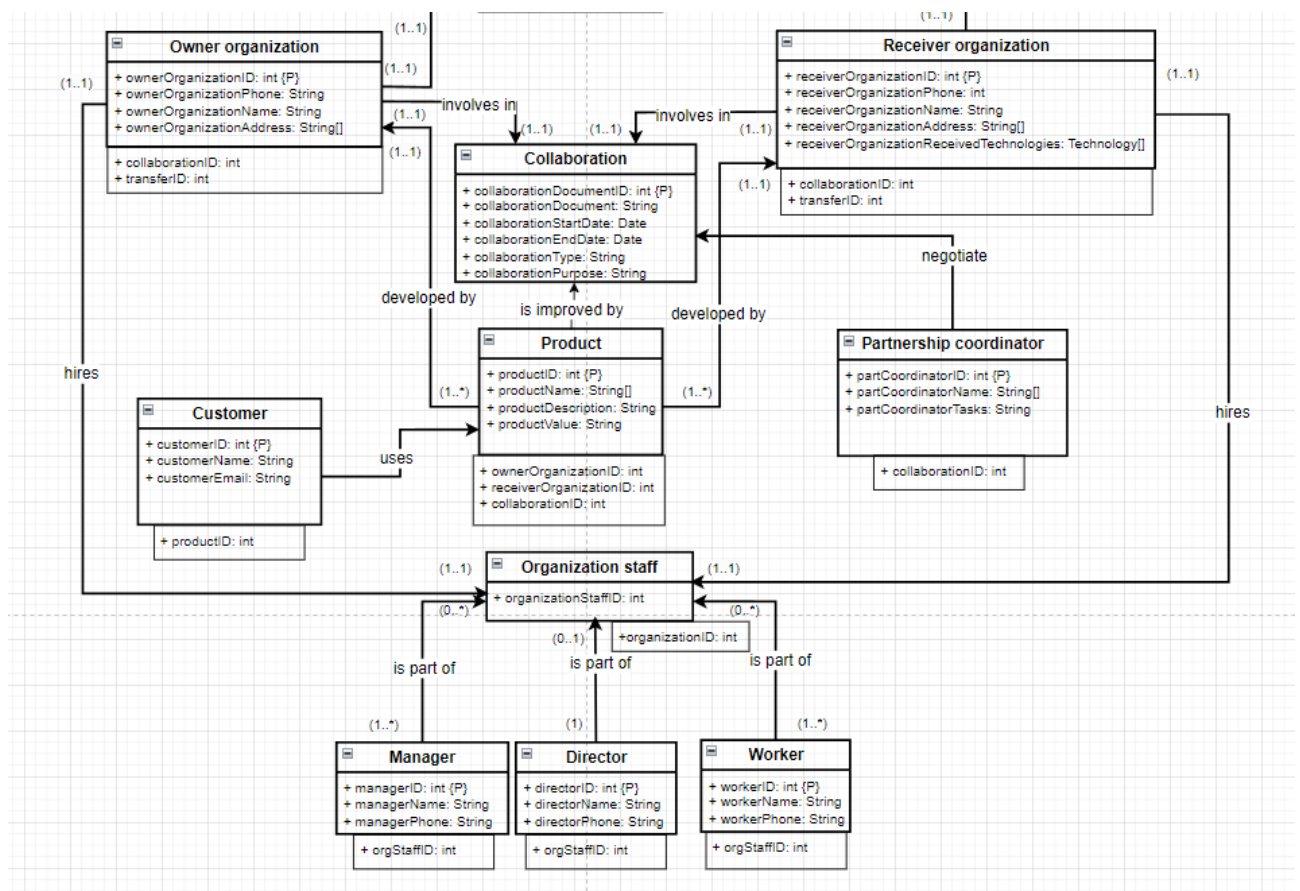 (1..1)
(1..1)
Owner organization
+ ownerOrganizationID: int {P}
+ ownerOrganizationPhone: String
+ ownerOrganizationName: String
+ ownerOrganizationAddress: String[]
+ collaborationID: int
+ transferID: int
(1..1)
(1..1)
(1..1)
(1..1)
involves in
(1..1)
Receiver organization
+ receiverOrganizationID: int {P}
+ receiverOrganizationPhone: int
+ receiverOrganizationName: String
+ receiverOrganizationAddress: String[]
+ receiverOrganizationReceivedTechnologies: Technology[]
+ collaborationID: int
+ transferID: int
(1..1)
involves in
(1..1)
(1..1)
(1..1)
Collaboration
+ collaborationDocumentID: int {P}
+ collaborationDocument: String
+ collaborationStartDate: Date
+ collaborationEndDate: Date
+ collaborationType: String
+ collaborationPurpose: String
negotiate
developed by
is improved by
developed by
Product
+ productID: int {P}
+ productName: String[]
+ productDescription: String
+ productValue: String
+ ownerOrganizationID: int
+ receiverOrganizationID: int
+ collaborationID: int
(1..*)
(1..*)
Partnership coordinator
+ partCoordinatorID: int {P}
+ partCoordinatorName: String[]
+ partCoordinatorTasks: String
+ collaborationID: int
hires
hires
Customer
+ customerID: int {P}
+ customerName: String
+ customerEmail: String
+ productID: int
uses
(1..1)
Organization staff
+ organizationStaffID: int
+organizationID: int
(1..1)
(0..*)
(0..1)
(0..*)
is part of
is part of
is part of
(1..*)
(1)
(1..*)
Manager
+ managerID: int {P}
+ managerName: String
+ managerPhone: String
+ orgStaffID: int
Director
+ directorID: int {P}
+ directorName: String
+ directorPhone: String
+ orgStaffID: int
Worker
+ workerID: int {P}
+ workerName: String
+ workerPhone: String
+ orgStaffID: int